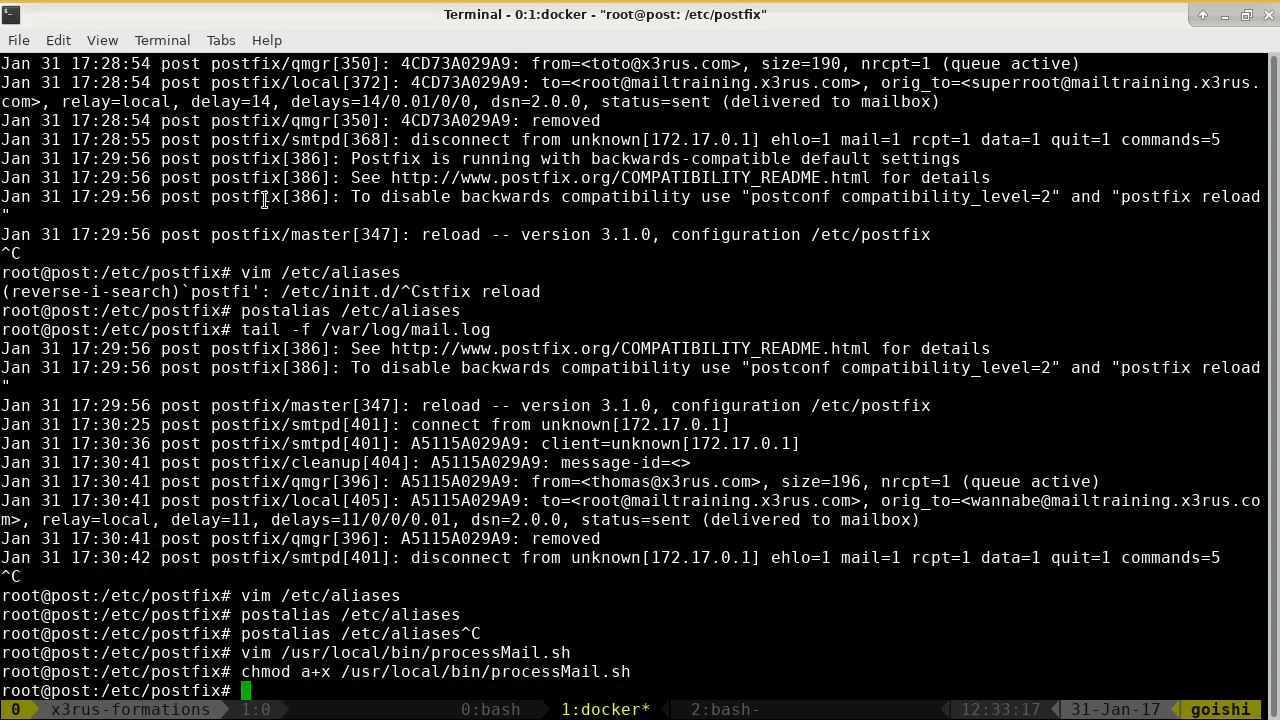 Terminal - 0:1:docker - "root@post: /etc/postfix"
File Edit View Terminal Tabs Help
Jan 31 17:28:54 post postfix/qmgr[350]: 4CD73A029A9: from=<toto@x3rus.com>, size=190, nrcpt=1 (queue active)
Jan 31 17:28:54 post postfix/local[372]: 4CD73A029A9: to=<root@mailtraining.x3rus.com>, orig_to=<superroot@mailtraining.x3rus.
com>, relay=local, delay=14, delays=14/0.01/0/0, dsn=2.0.0, status=sent (delivered to mailbox)
Jan 31 17:28:54 post postfix/qmgr[350]: 4CD73A029A9: removed
Jan 31 17:28:55 post postfix/smtpd[368]: disconnect from unknown[172.17.0.1] ehlo=1 mail=1 rcpt=1 data=1 quit=1 commands=5
Jan 31 17:29:56 post postfix[386]: Postfix is running with backwards-compatible default settings
Jan 31 17:29:56 post postfix[386]: See http://www.postfix.org/COMPATIBILITY_README.html for details
Jan 31 17:29:56 post postfix[386]: To disable backwards compatibility use "postconf compatibility_level=2" and "postfix reload
"
Jan 31 17:29:56 post postfix/master[347]: reload -- version 3.1.0, configuration /etc/postfix
^C
root@post:/etc/postfix# vim /etc/aliases
(reverse-i-search)`postfi': /etc/init.d/^Cstfix reload
root@post:/etc/postfix# postalias /etc/aliases
root@post:/etc/postfix# tail -f /var/log/mail.log
Jan 31 17:29:56 post postfix[386]: See http://www.postfix.org/COMPATIBILITY_README.html for details
Jan 31 17:29:56 post postfix[386]: To disable backwards compatibility use "postconf compatibility_level=2" and "postfix reload
"
Jan 31 17:29:56 post postfix/master[347]: reload -- version 3.1.0, configuration /etc/postfix
Jan 31 17:30:25 post postfix/smtpd[401]: connect from unknown[172.17.0.1]
Jan 31 17:30:36 post postfix/smtpd[401]: A5115A029A9: client=unknown[172.17.0.1]
Jan 31 17:30:41 post postfix/cleanup[404]: A5115A029A9: message-id=<>
Jan 31 17:30:41 post postfix/qmgr[396]: A5115A029A9: from=<thomas@x3rus.com>, size=196, nrcpt=1 (queue active)
Jan 31 17:30:41 post postfix/local[405]: A5115A029A9: to=<root@mailtraining.x3rus.com>, orig_to=<wannabe@mailtraining.x3rus.co
m>, relay=local, delay=11, delays=11/0/0/0.01, dsn=2.0.0, status=sent (delivered to mailbox)
Jan 31 17:30:41 post postfix/qmgr[396]: A5115A029A9: removed
Jan 31 17:30:42 post postfix/smtpd[401]: disconnect from unknown[172.17.0.1] ehlo=1 mail=1 rcpt=1 data=1 quit=1 commands=5
^C
root@post:/etc/postfix# vim /etc/aliases
root@post:/etc/postfix# postalias /etc/aliases
root@post:/etc/postfix# postalias /etc/aliases^C
root@post:/etc/postfix# vim /usr/local/bin/processMail.sh
root@post:/etc/postfix# chmod a+x /usr/local/bin/processMail.sh
root@post:/etc/postfix#
0 x3rus-formations 1:0 0:bash 1:docker* 2:bash- 12:33:17 31-Jan-17 goishi